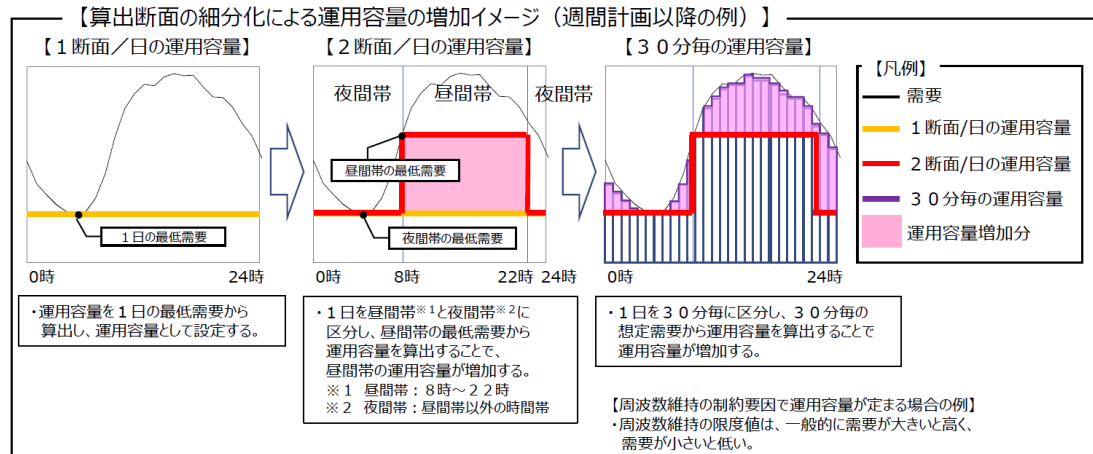 【算出断面の細分化による運用容量の増加イメージ（週間計画以降の例）】
【１断面／日の運用容量】
0時
24時
1日の最低需要
・運用容量を１日の最低需要から
算出し、運用容量として設定する。
【２断面／日の運用容量】
夜間帯
昼間帯
夜間帯
昼間帯の最低需要
夜間帯の最低需要
0時
8時
22時
24時
・１日を昼間帯※１と夜間帯※２に
区分し、昼間帯の最低需要から
運用容量を算出することで、
昼間帯の運用容量が増加する。
※１　昼間帯：８時～２２時
※２　夜間帯：昼間帯以外の時間帯
【３０分毎の運用容量】
0時
24時
・１日を３０分毎に区分し、３０分毎の
想定需要から運用容量を算出することで
運用容量が増加する。
【周波数維持の制約要因で運用容量が定まる場合の例】
・周波数維持の限度値は、一般的に需要が大きいと高く、
需要が小さいと低い。
【凡例】
需要
１断面/日の運用容量
２断面/日の運用容量
３０分毎の運用容量
運用容量増加分